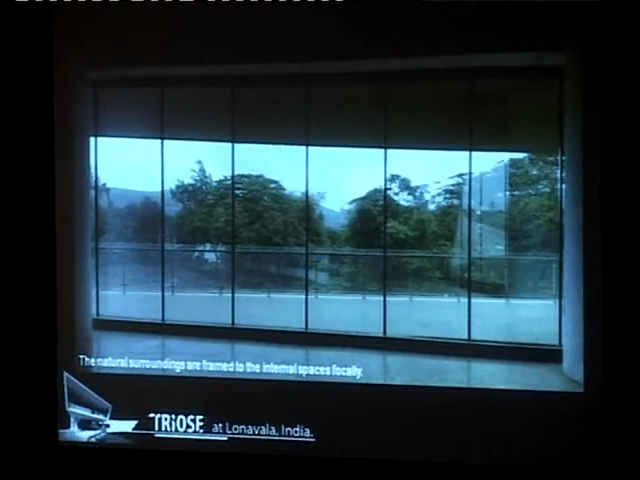 The natural surroundings are framed to the internal spaces focally.
TRIOSE at Lonavala, India.